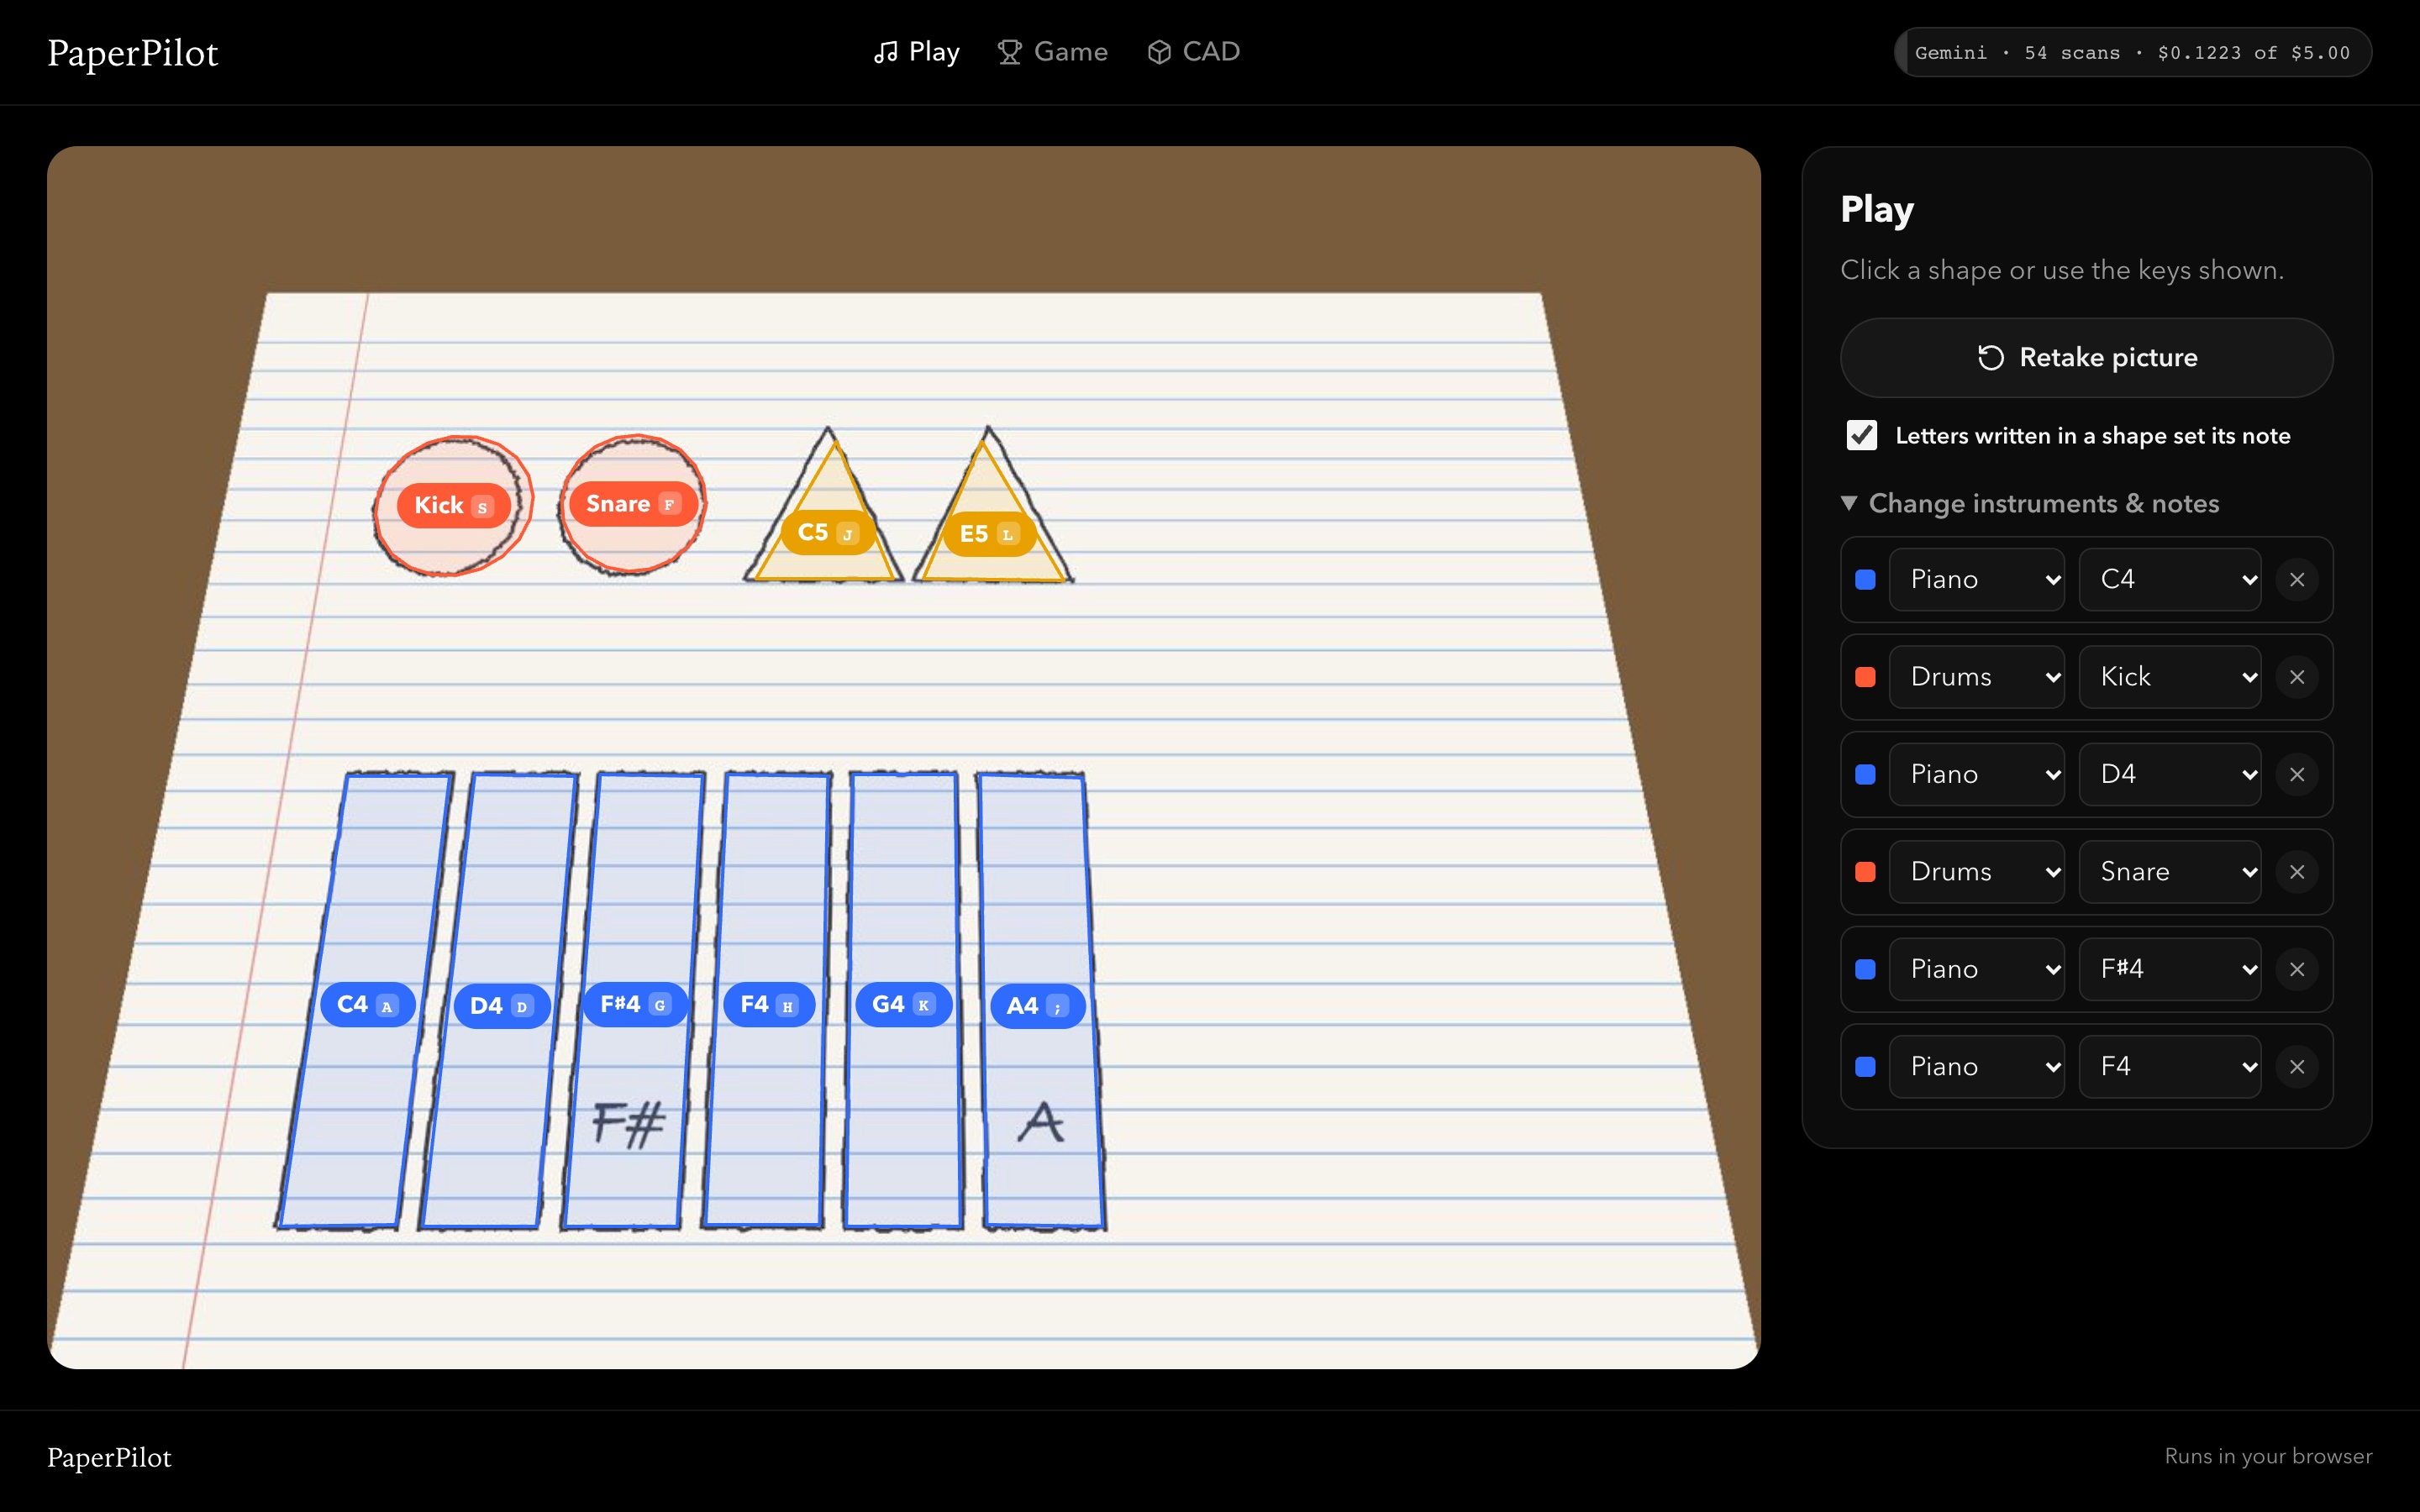 PaperPilot
Play
Game
CAD
Gemini · 54 scans · $0.1223 of $5.00
Kick S
Snare F
C5 J
E5 L
C4 A
D4 D
F#4 G
F4 H
G4 K
A4 ;
F#
A
Play
Click a shape or use the keys shown.
Retake picture
Letters written in a shape set its note
Change instruments & notes
Piano C4
Drums Kick
Piano D4
Drums Snare
Piano F#4
Piano F4
PaperPilot
Runs in your browser